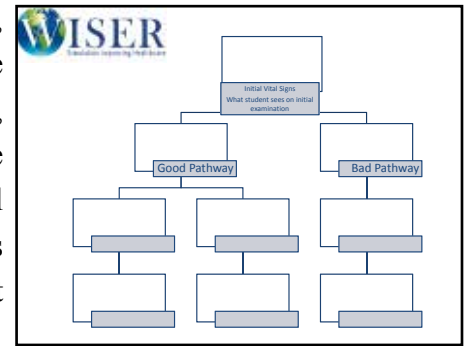 WISER
Initial Vital Signs
What student sees on initial
examination
Good Pathway
Bad Pathway